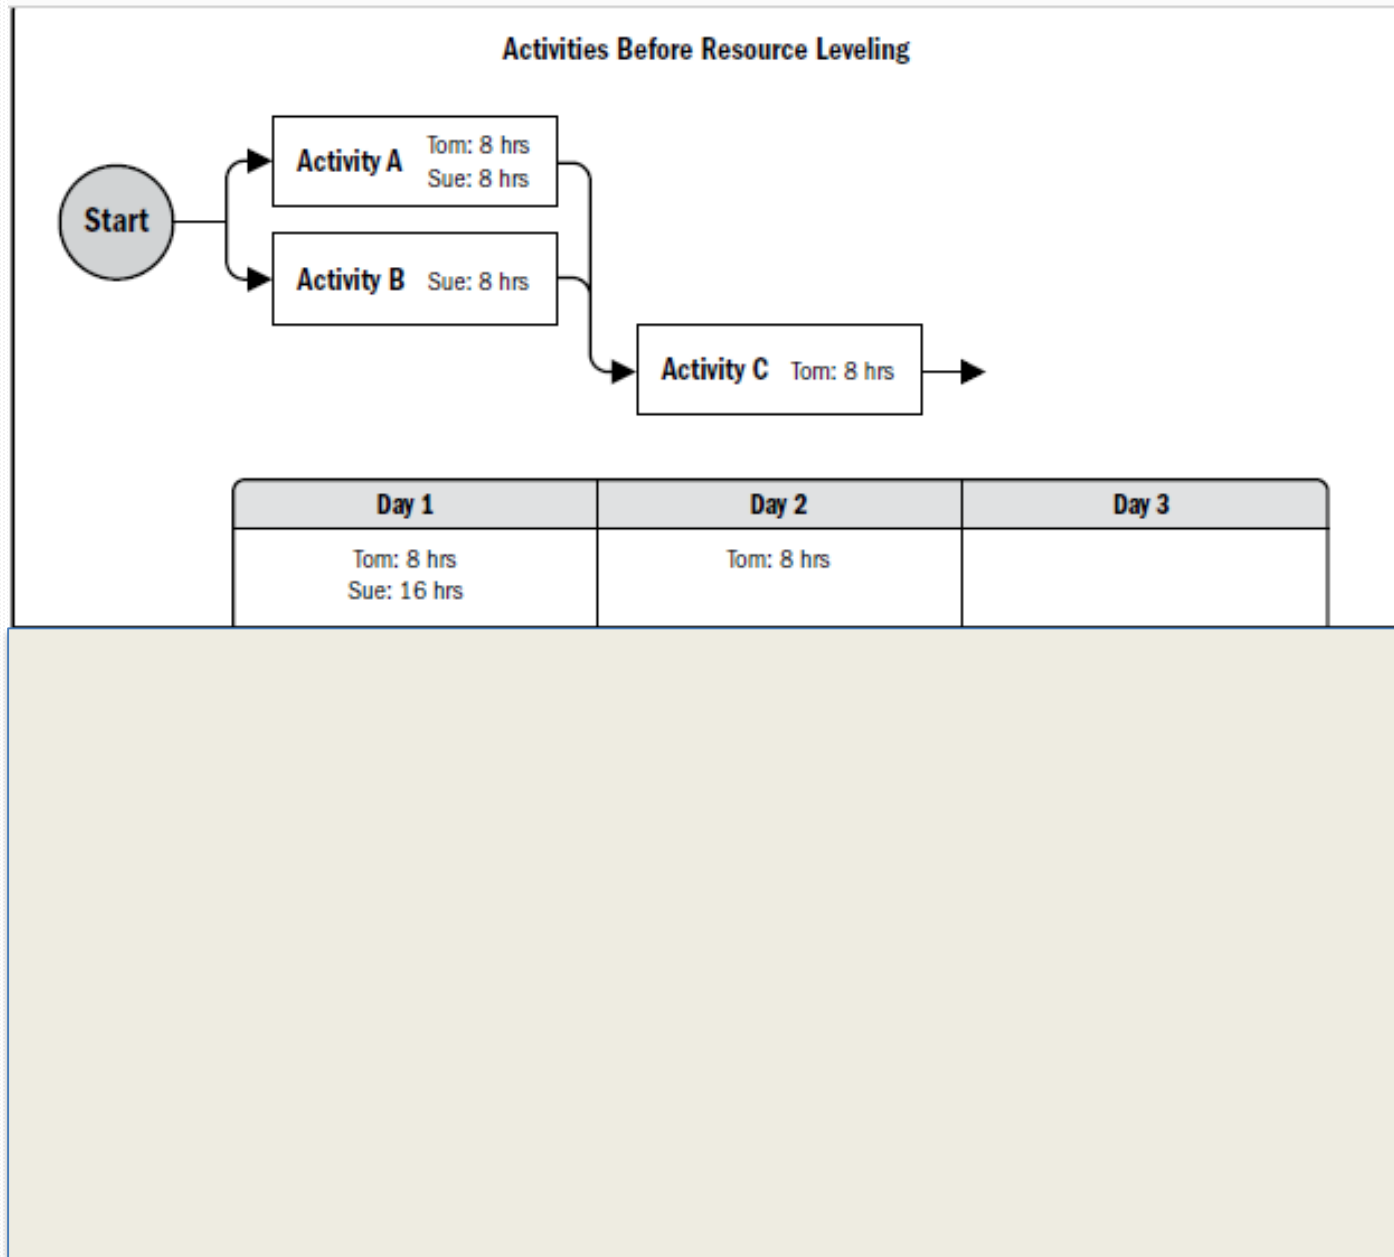 Activities Before Resource Leveling
Start
Activity A
Tom: 8 hrs
Sue: 8 hrs
Activity B
Sue: 8 hrs
Activity C
Tom: 8 hrs
Day 1
Day 2
Day 3
Tom: 8 hrs
Sue: 16 hrs
Tom: 8 hrs